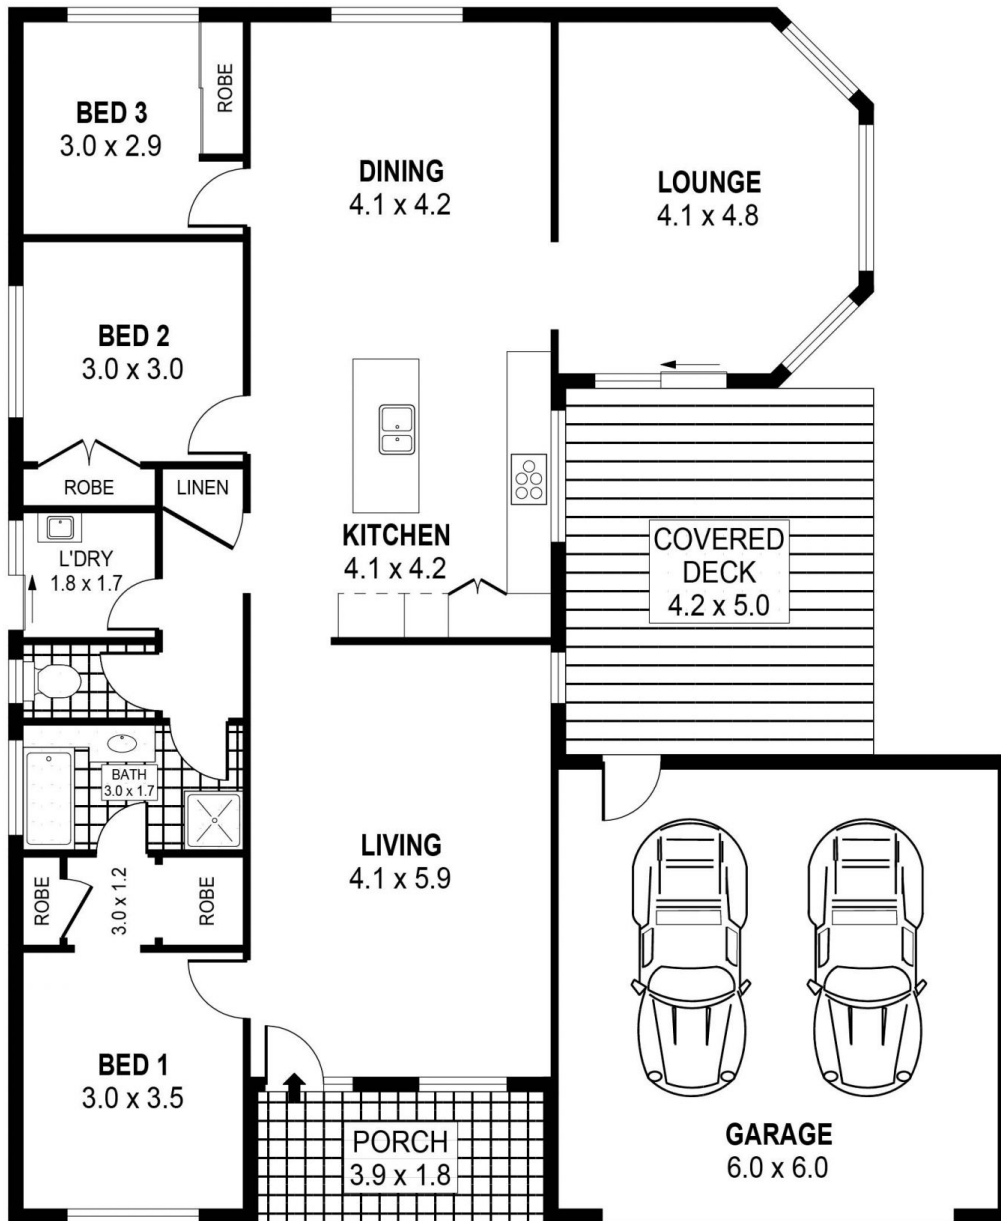 BED 3
3.0 x 2.9
ROBE
DINING
4.1 x 4.2
LOUNGE
4.1 x 4.8
BED 2
3.0 x 3.0
ROBE
LINEN
L'DRY
1.8 x 1.7
KITCHEN
4.1 x 4.2
COVERED
DECK
4.2 x 5.0
BATH
3.0 x 1.7
ROBE
3.0 x 1.2
ROBE
LIVING
4.1 x 5.9
BED 1
3.0 x 3.5
PORCH
3.9 x 1.8
GARAGE
6.0 x 6.0